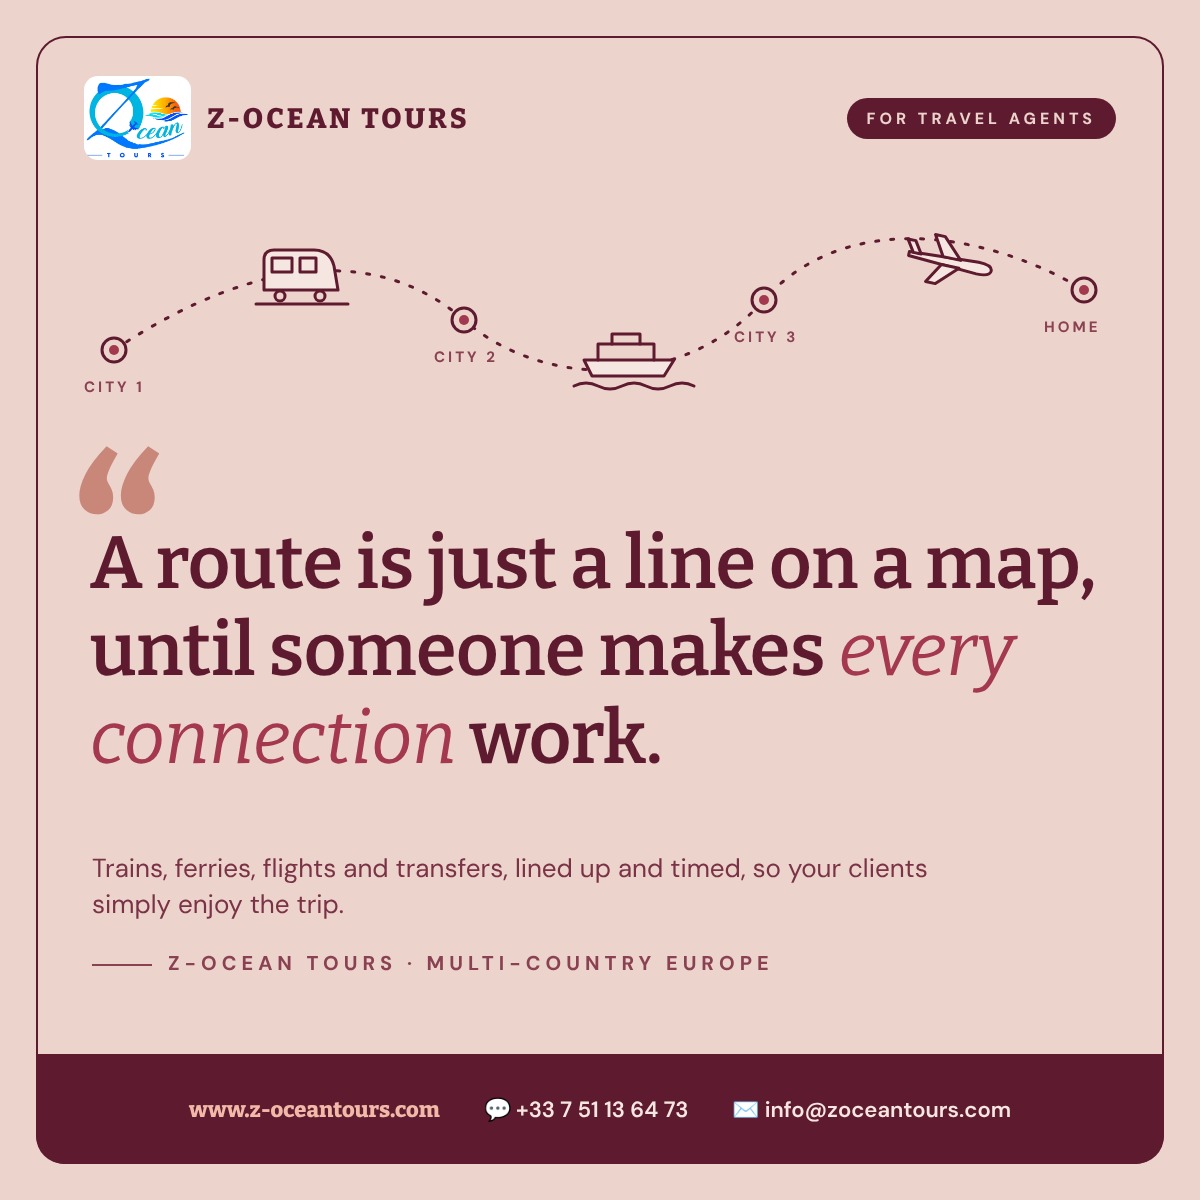 Zocean
TOURS
Z-OCEAN TOURS
FOR TRAVEL AGENTS
CITY 1
CITY 2
CITY 3
HOME
“
A route is just a line on a map,
until someone makes every
connection work.
Trains, ferries, flights and transfers, lined up and timed, so your clients
simply enjoy the trip.
Z-OCEAN TOURS · MULTI-COUNTRY EUROPE
www.z-oceantours.com 💬 +33 7 51 13 64 73 ✉️ info@zoceantours.com